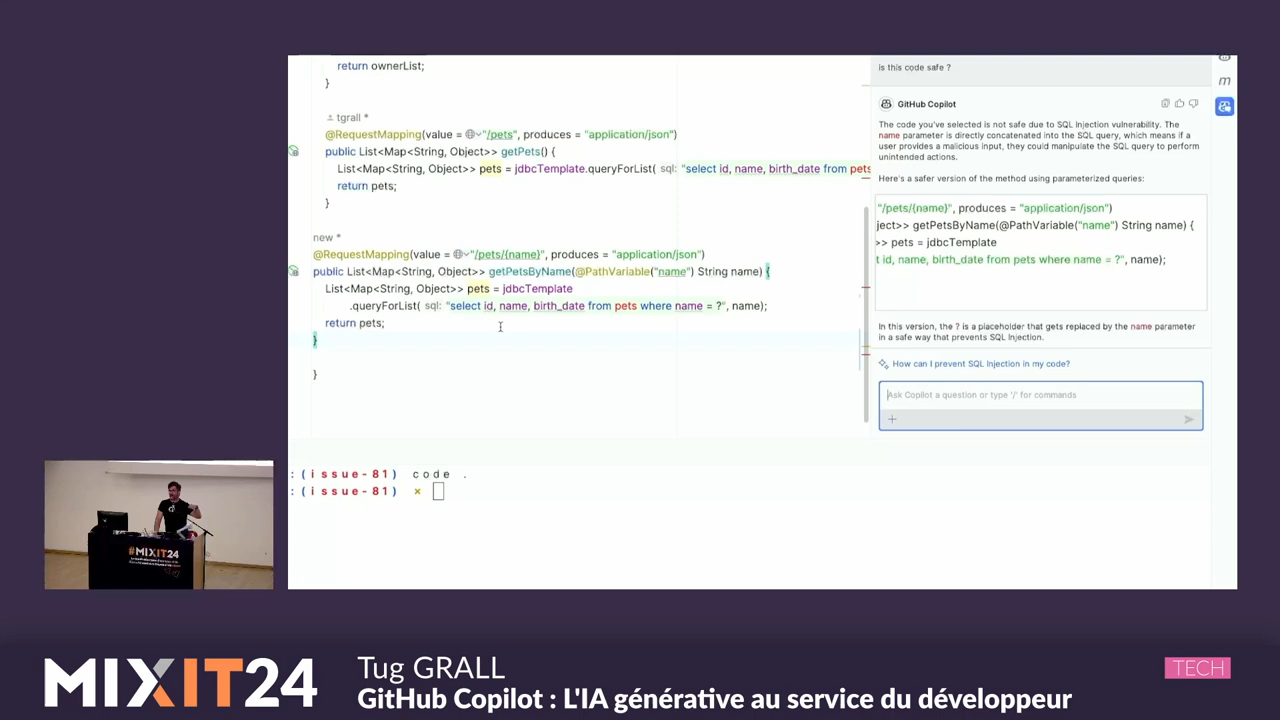 return ownerList;
}
tgrall *
@RequestMapping(value = "/pets", produces = "application/json")
public List<Map<String, Object>> getPets() {
List<Map<String, Object>> pets = jdbcTemplate.queryForList( sql: "select id, name, birth_date from pets
return pets;
}
new *
@RequestMapping(value = "/pets/{name}", produces = "application/json")
public List<Map<String, Object>> getPetsByName(@PathVariable("name") String name) {
List<Map<String, Object>> pets = jdbcTemplate
.queryForList( sql: "select id, name, birth_date from pets where name = ?", name);
return pets;
}
}
is this code safe ?
m
GitHub Copilot
The code you've selected is not safe due to SQL Injection vulnerability. The
name parameter is directly concatenated into the SQL query, which means if a
user provides a malicious input, they could manipulate the SQL query to perform
unintended actions.
Here's a safer version of the method using parameterized queries:
"/pets/{name}", produces = "application/json")
ject>> getPetsByName(@PathVariable("name") String name) {
>> pets = jdbcTemplate
t id, name, birth_date from pets where name = ?", name);
In this version, the ? is a placeholder that gets replaced by the name parameter
in a safe way that prevents SQL Injection.
How can I prevent SQL Injection in my code?
Ask Copilot a question or type '/' for commands
+
:(issue-81) code .
:(issue-81) ×
#MIXIT24
MIXIT24
Tug GRALL
GitHub Copilot : L'IA générative au service du développeur
TECH